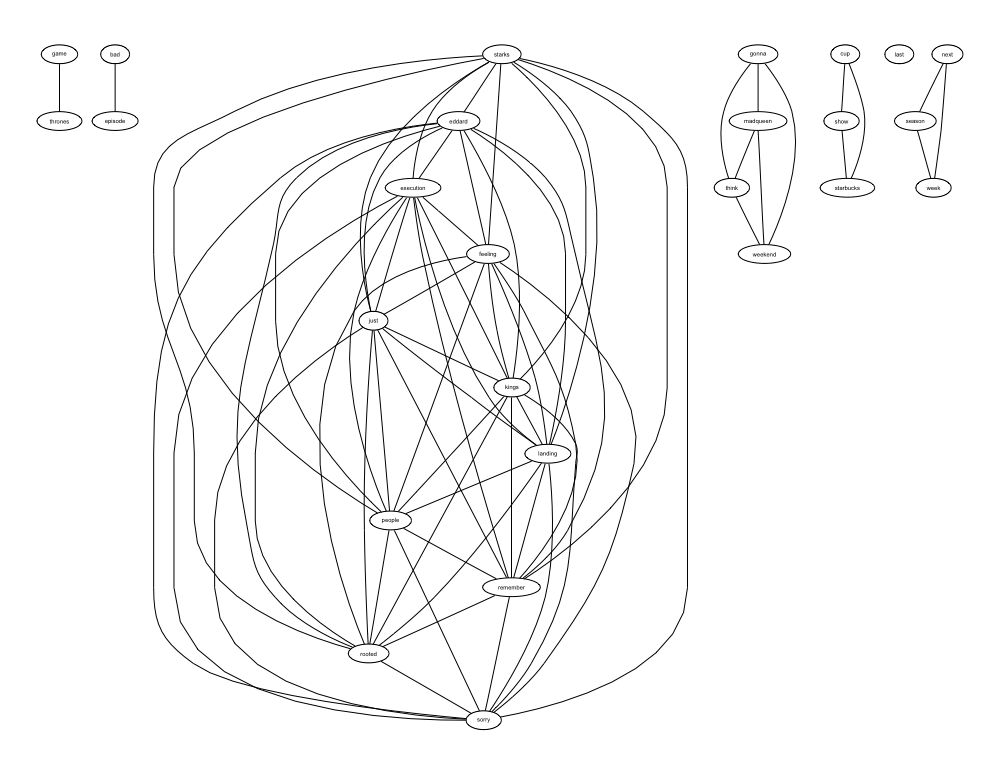 game
bad
starks
gonna
cup
last
next
thrones
episode
eddard
madqueen
show
season
execution
think
starbucks
week
feeling
weekend
just
kings
landing
people
remember
rooted
sorry